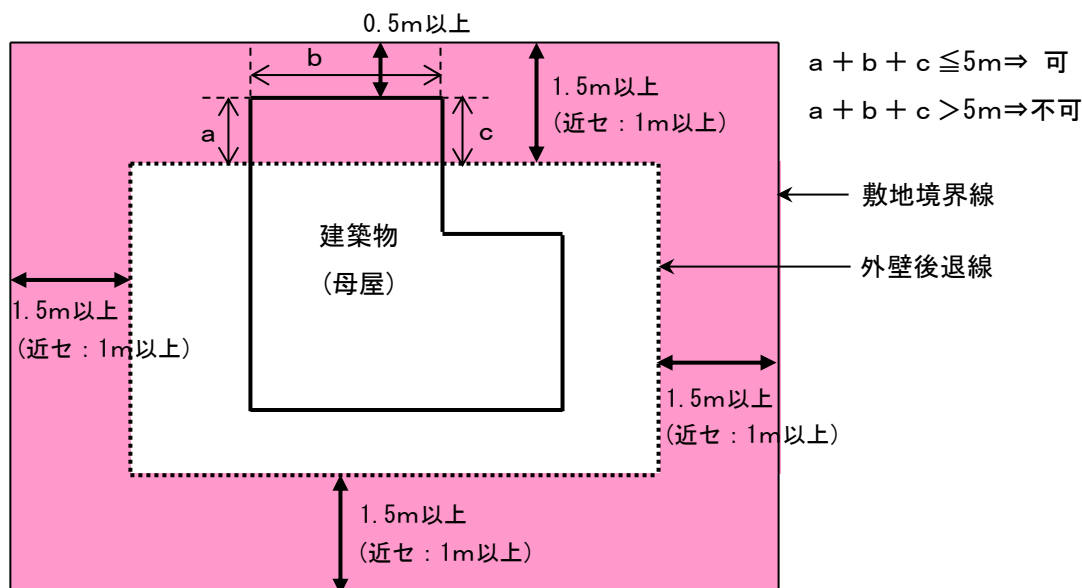 0.5ｍ以上
ｂ
ａ＋ｂ＋ｃ≦5ｍ⇒ 可
1.5ｍ以上
(近セ：1ｍ以上)
ａ＋ｂ＋ｃ＞5ｍ⇒不可
ａ
ｃ
敷地境界線
建築物
(母屋)
外壁後退線
1.5ｍ以上
(近セ：1ｍ以上)
1.5ｍ以上
(近セ：1ｍ以上)
1.5ｍ以上
(近セ：1ｍ以上)